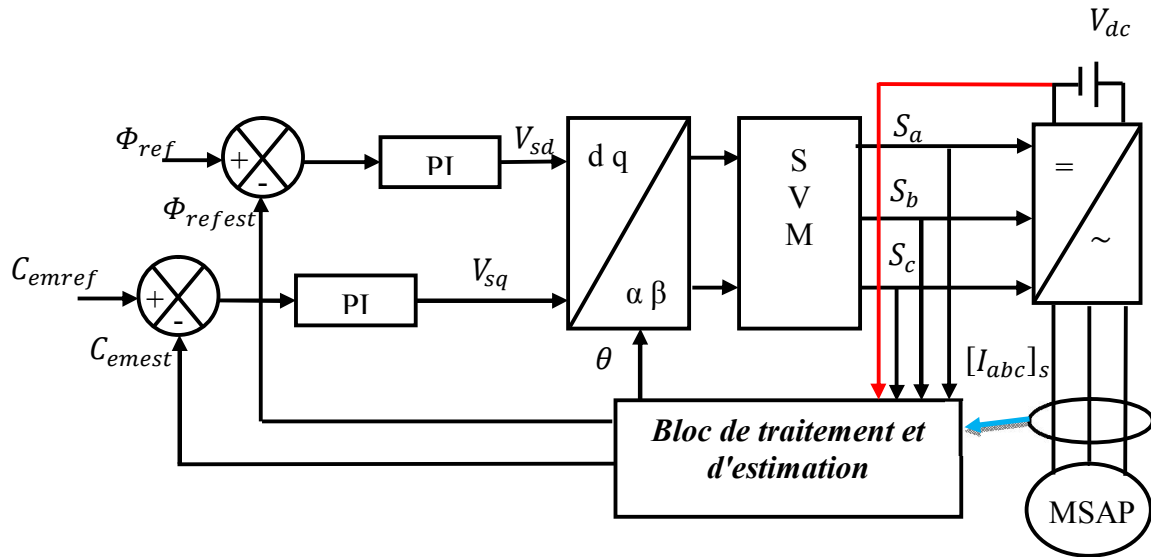 V_dc
Φ_ref
+
-
PI
V_sd
d q
α β
S
V
M
S_a
S_b
S_c
=
~
Φ_refest
C_emref
+
-
PI
V_sq
C_emest
θ
[I_abc]_s
Bloc de traitement et
d'estimation
MSAP